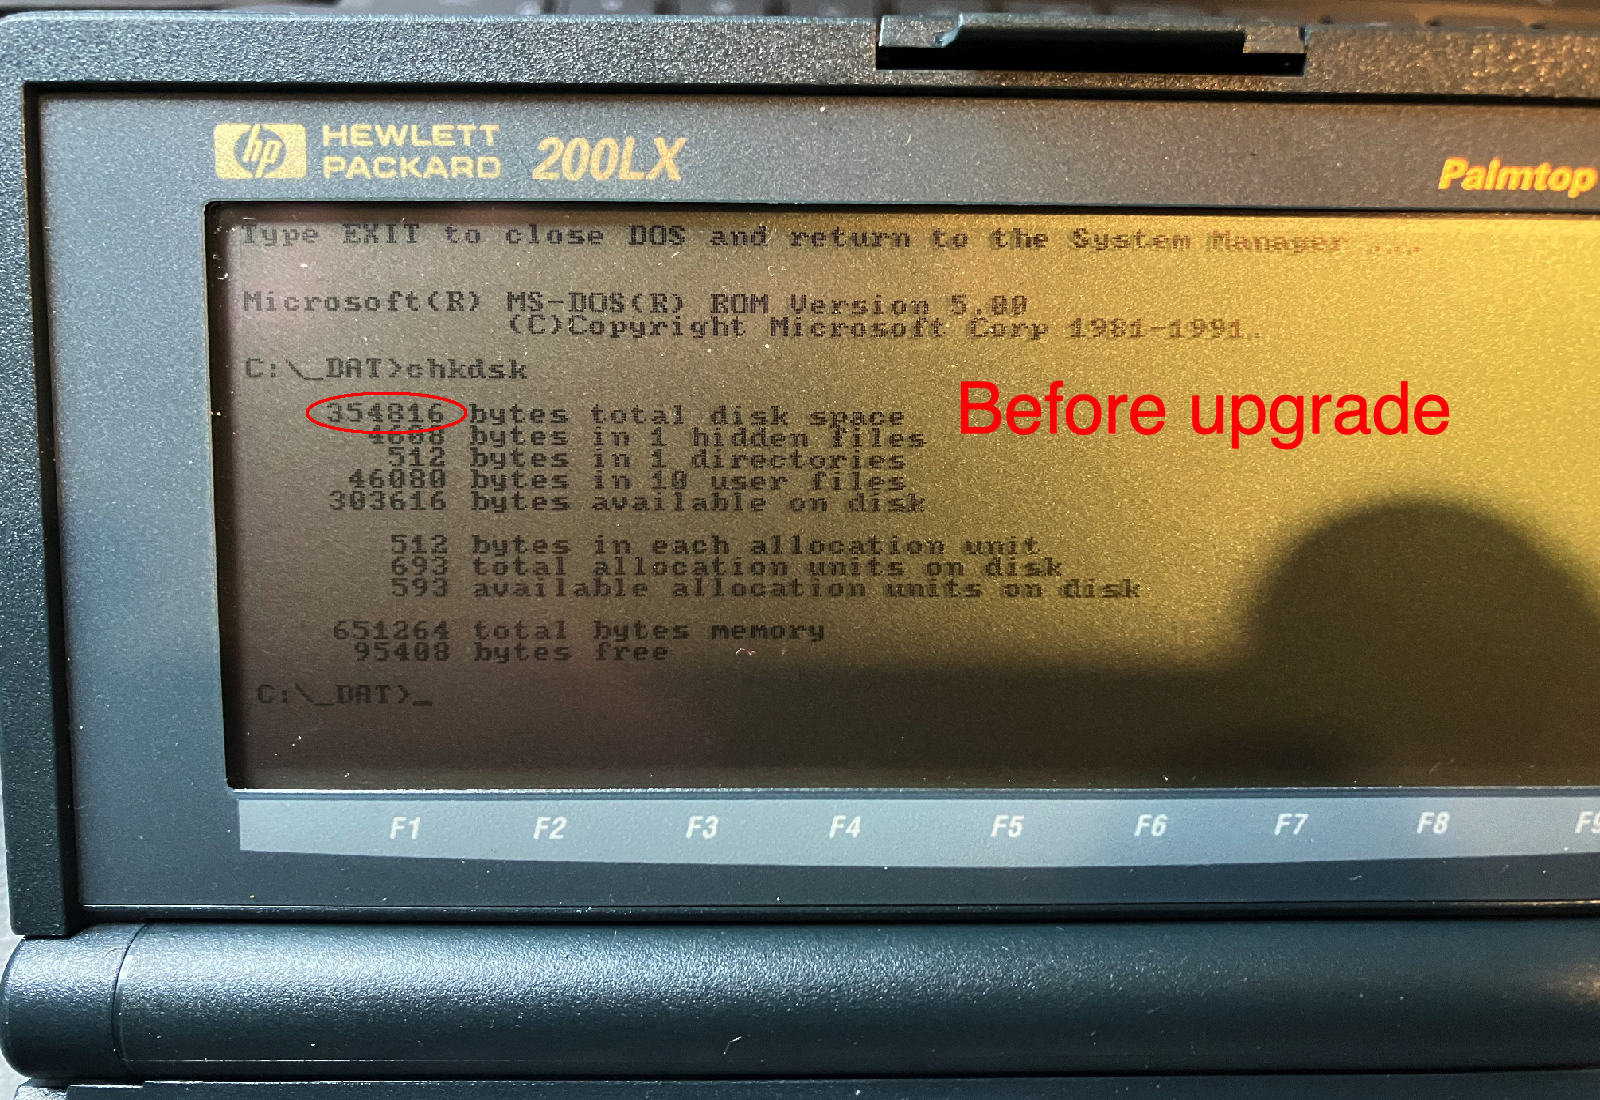 hp HEWLETT PACKARD 200LX
Palmtop
Type EXIT to close DOS and return to the System Manager ....
Microsoft(R) MS-DOS(R) ROM Version 5.00
(C)Copyright Microsoft Corp 1981-1991.
C:\_DAT>chkdsk
354816 bytes total disk space
Before upgrade
4608 bytes in 1 hidden files
512 bytes in 1 directories
46080 bytes in 10 user files
303616 bytes available on disk
512 bytes in each allocation unit
693 total allocation units on disk
593 available allocation units on disk
651264 total bytes memory
95408 bytes free
C:\_DAT>_
F1 F2 F3 F4 F5 F6 F7 F8 F9